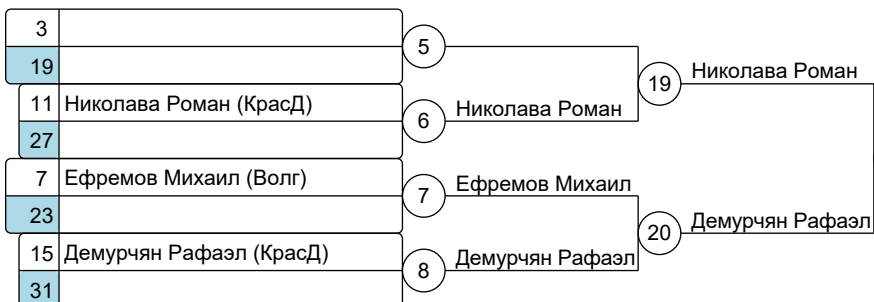 3
5
19
Николава Роман
19
11 Николава Роман (КрасД)
6
Николава Роман
27
7 Ефремов Михаил (Волг)
7
Ефремов Михаил
23
20
Демурчян Рафаэл
15 Демурчян Рафаэл (КрасД)
8
Демурчян Рафаэл
31